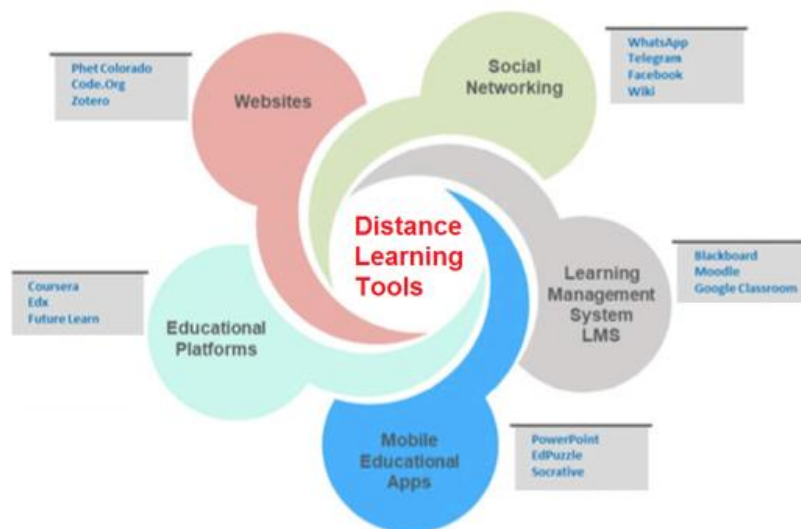 Phet Colorado
Code.Org
Zotero
Websites
Social
Networking
WhatsApp
Telegram
Facebook
Wiki
Distance
Learning
Tools
Learning
Management
System
LMS
Blackboard
Moodle
Google Classroom
Coursera
Edx
Future Learn
Educational
Platforms
Mobile
Educational
Apps
PowerPoint
EdPuzzle
Socrative